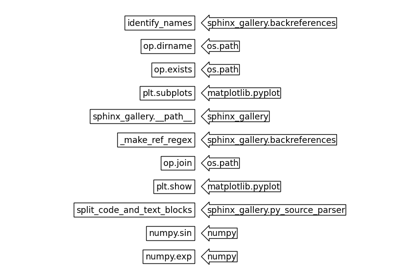 identify_names sphinx_gallery.backreferences
op.dirname os.path
op.exists os.path
plt.subplots matplotlib.pyplot
sphinx_gallery.__path__ sphinx_gallery
_make_ref_regex sphinx_gallery.backreferences
op.join os.path
plt.show matplotlib.pyplot
split_code_and_text_blocks sphinx_gallery.py_source_parser
numpy.sin numpy
numpy.exp numpy